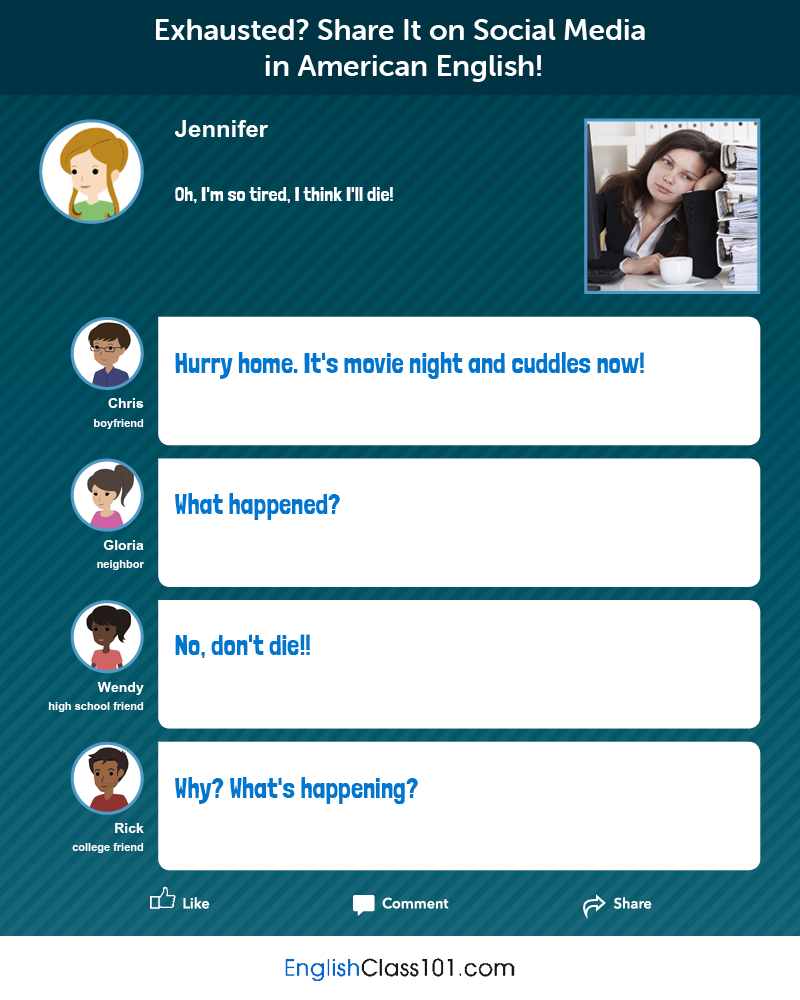 Exhausted? Share It on Social Media
in American English!
Jennifer
Oh, I'm so tired, I think I'll die!
Hurry home. It's movie night and cuddles now!
Chris
boyfriend
What happened?
Gloria
neighbor
No, don't die!!
Wendy
high school friend
Why? What's happening?
Rick
college friend
Like
Comment
Share
EnglishClass101.com